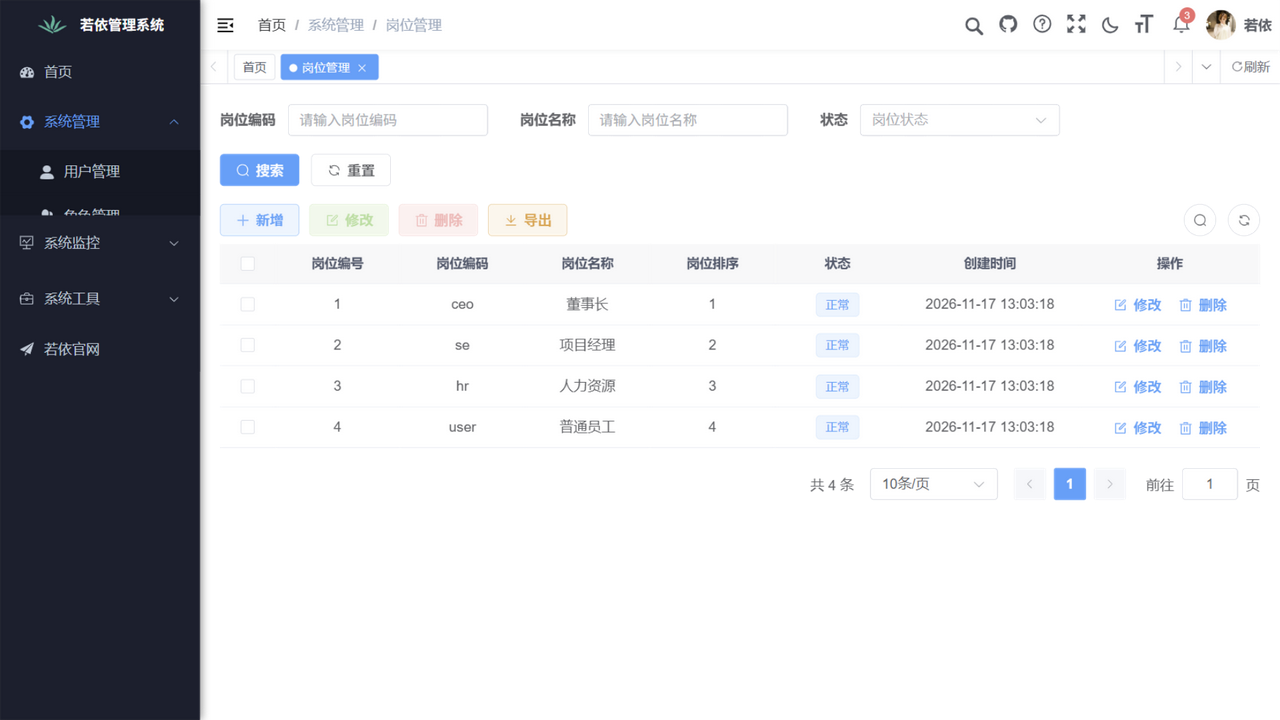 若依管理系统
首页
系统管理
用户管理
角色管理
系统监控
系统工具
若依官网
首页 / 系统管理 / 岗位管理
3
若依
首页
岗位管理
刷新
岗位编码 请输入岗位编码 岗位名称 请输入岗位名称 状态 岗位状态
搜索 重置
新增 修改 删除 导出
岗位编号 岗位编码 岗位名称 岗位排序 状态 创建时间 操作
1 ceo 董事长 1 正常 2026-11-17 13:03:18 修改 删除
2 se 项目经理 2 正常 2026-11-17 13:03:18 修改 删除
3 hr 人力资源 3 正常 2026-11-17 13:03:18 修改 删除
4 user 普通员工 4 正常 2026-11-17 13:03:18 修改 删除
共 4 条 10条/页 1 前往 1 页